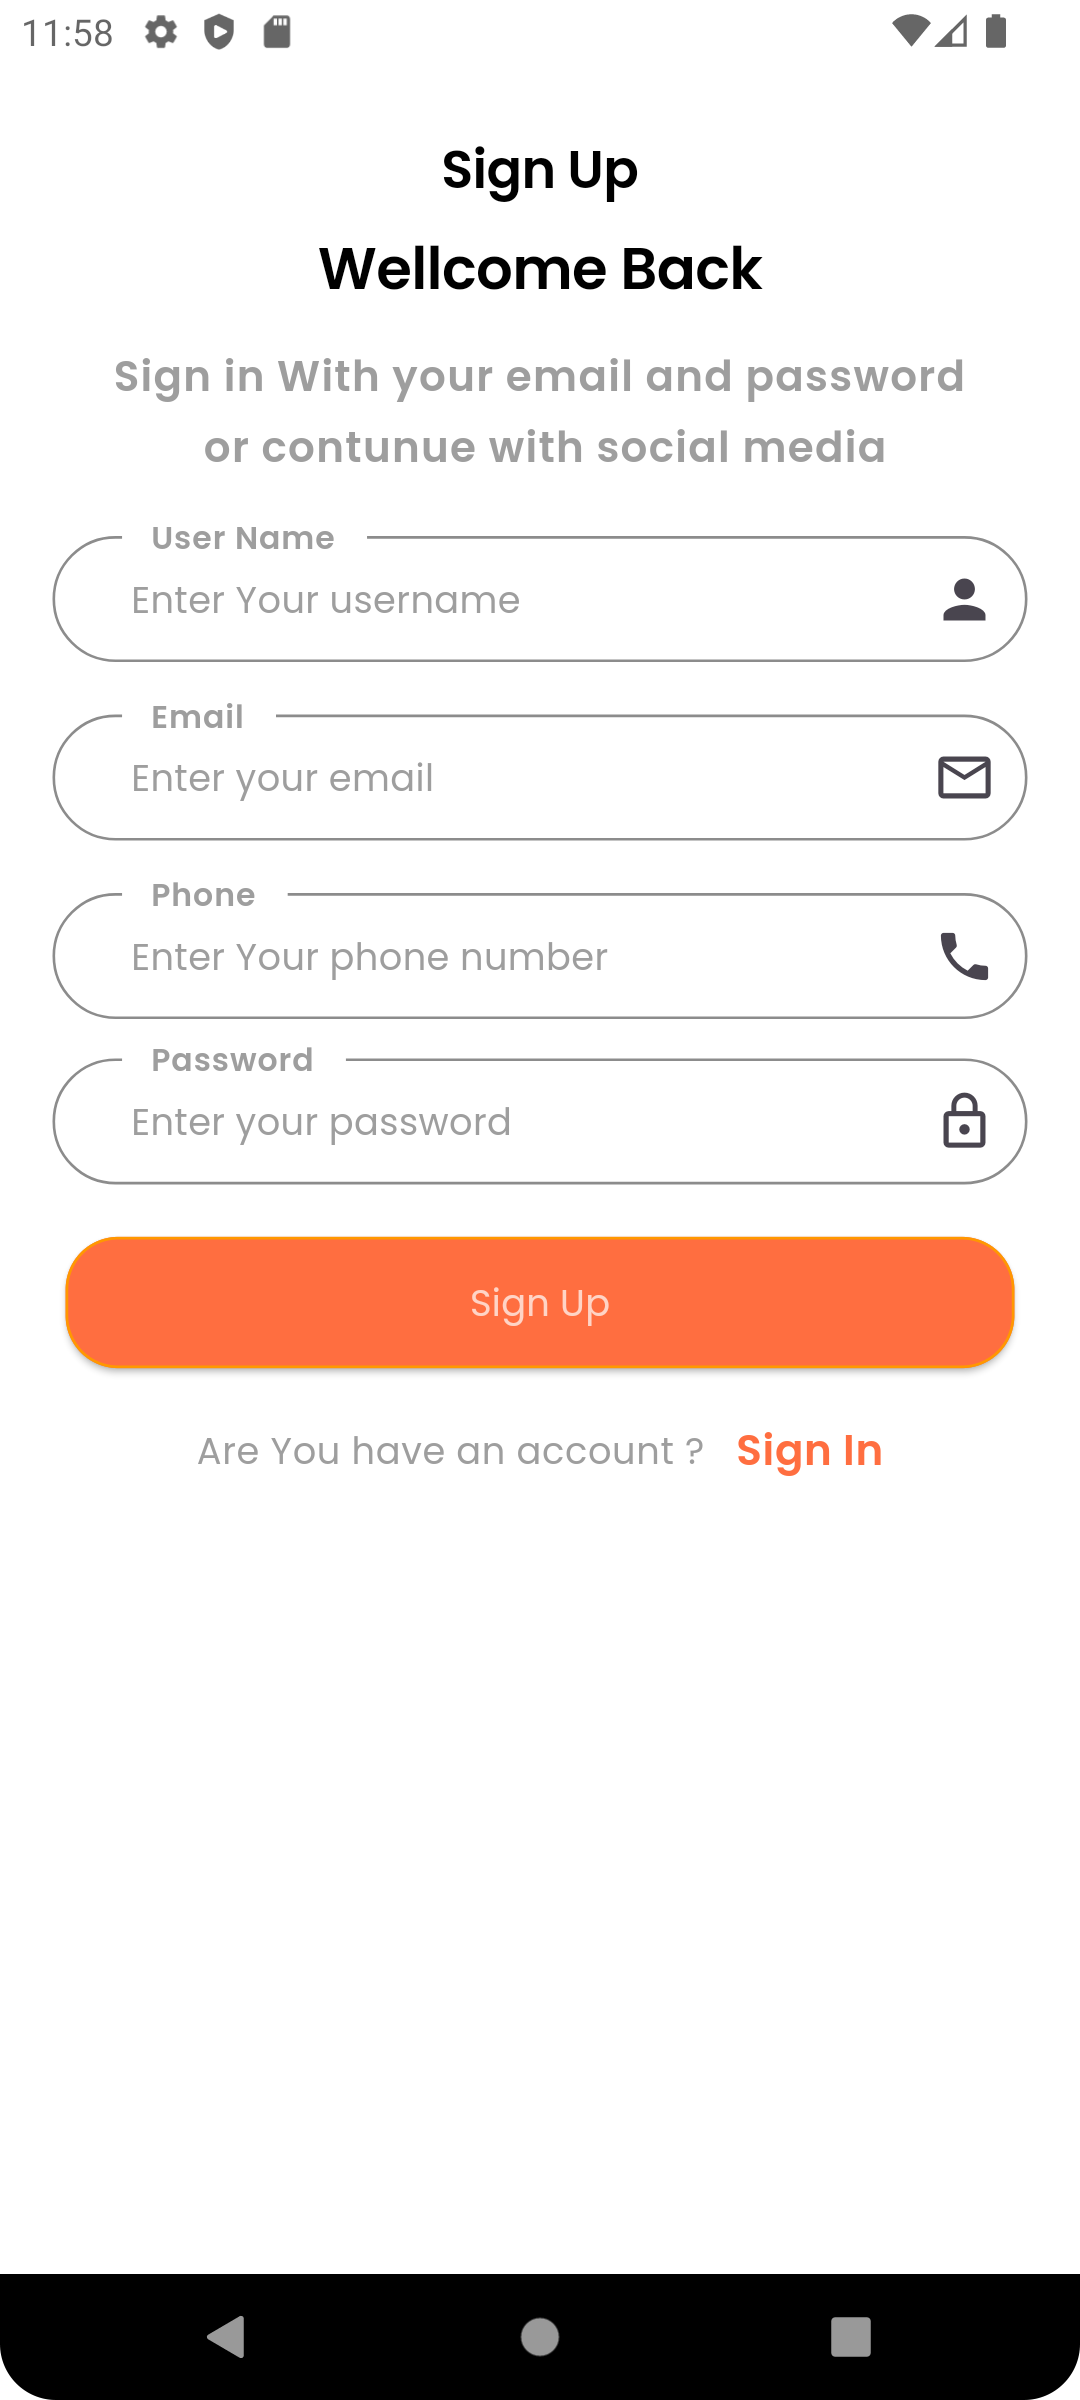 11:58
Sign Up
Wellcome Back
Sign in With your email and password
or contunue with social media
User Name
Enter Your username
Email
Enter your email
Phone
Enter Your phone number
Password
Enter your password
Sign Up
Are You have an account ? Sign In